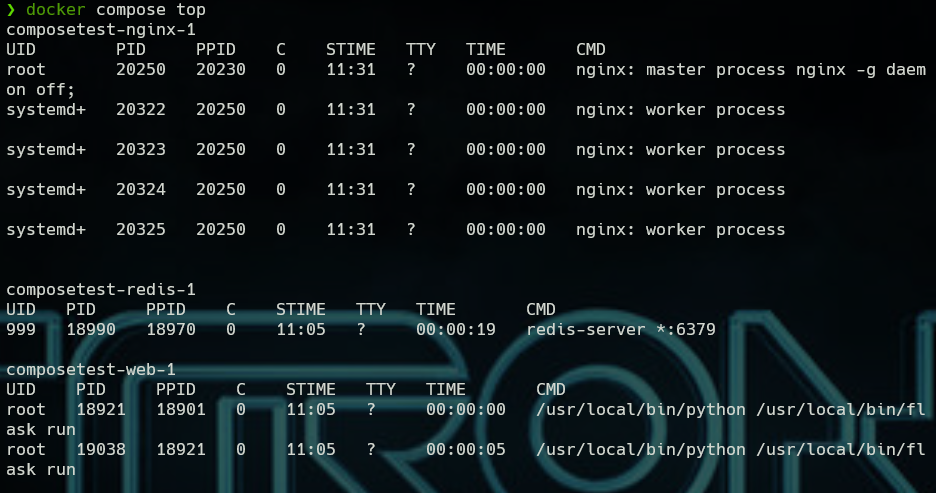 ❯ docker compose top
composetest-nginx-1
UID        PID     PPID    C    STIME   TTY   TIME       CMD
root       20250   20230   0    11:31   ?     00:00:00   nginx: master process nginx -g daem
on off;
systemd+   20322   20250   0    11:31   ?     00:00:00   nginx: worker process
systemd+   20323   20250   0    11:31   ?     00:00:00   nginx: worker process
systemd+   20324   20250   0    11:31   ?     00:00:00   nginx: worker process
systemd+   20325   20250   0    11:31   ?     00:00:00   nginx: worker process
composetest-redis-1
UID   PID     PPID    C    STIME   TTY   TIME       CMD
999   18990   18970   0    11:05   ?     00:00:19   redis-server *:6379
composetest-web-1
UID    PID     PPID    C    STIME   TTY   TIME       CMD
root   18921   18901   0    11:05   ?     00:00:00   /usr/local/bin/python /usr/local/bin/fl
ask run
root   19038   18921   0    11:05   ?     00:00:05   /usr/local/bin/python /usr/local/bin/fl
ask run
TRON